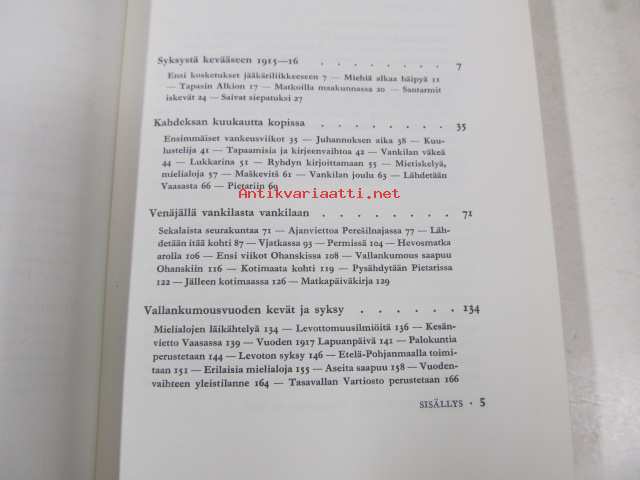 Syksystä kevääseen 1915—16 . . . . . . . . 7
Ensi kosketukset jääkäriliikkeeseen 7 — Miehiä alkaa häipyä 11
— Tapasin Alkion 17 — Matkoilla maakunnassa 20 — Santarmit
iskevät 24 — Saivat siepatuksi 27
Kahdeksan kuukautta kopissa . . . . . . . 35
Ensimmäiset vankeusviikot 35 — Juhannuksen aika 38 — Kuu-
lustelija 41 — Tapaamisia ja kirjeenvaihtoa 42 — Vankilan väkeä
44 — Lukkarina 51 — Ryhdyn kirjoittamaan 55 — Mietiskelyä,
mielialoja 57 — Maškevitš 61 — Vankilan joulu 63 — Lähdetään
Vaasasta 66 — Pietariin 69
Antikvariaatti.net
Venäjällä vankilasta vankilaan . . . . . . . 71
Sekalaista seurakuntaa 71 — Ajanviettoa Perešilnajassa 77 — Läh-
detään itää kohti 87 — Vjatkassa 93 — Permissä 104 — Hevosmatka
arolla 106 — Ensi viikot Ohanskissa 108 — Vallankumous saapuu
Ohanskiin 116 — Kotimaata kohti 119 — Pysähdytään Pietarissa
122 — Jälleen kotimaassa 126 — Matkapäiväkirja 129
Vallankumousvuoden kevät ja syksy . . . . . . 134
Mielialojen läikähtelyä 134 — Levottomuusilmiöitä 136 — Kesän-
vietto Vaasassa 139 — Vuoden 1917 Lapuanpäivä 141 — Palokuntia
perustetaan 144 — Levoton syksy 146 — Etelä-Pohjanmaalla toimi-
taan 151 — Erilaisia mielialoja 155 — Aseita saapuu 158 — Vuoden-
vaihteen yleistilanne 164 — Tasavallan Vartiosto perustetaan 166
SISÄLLYS · 5